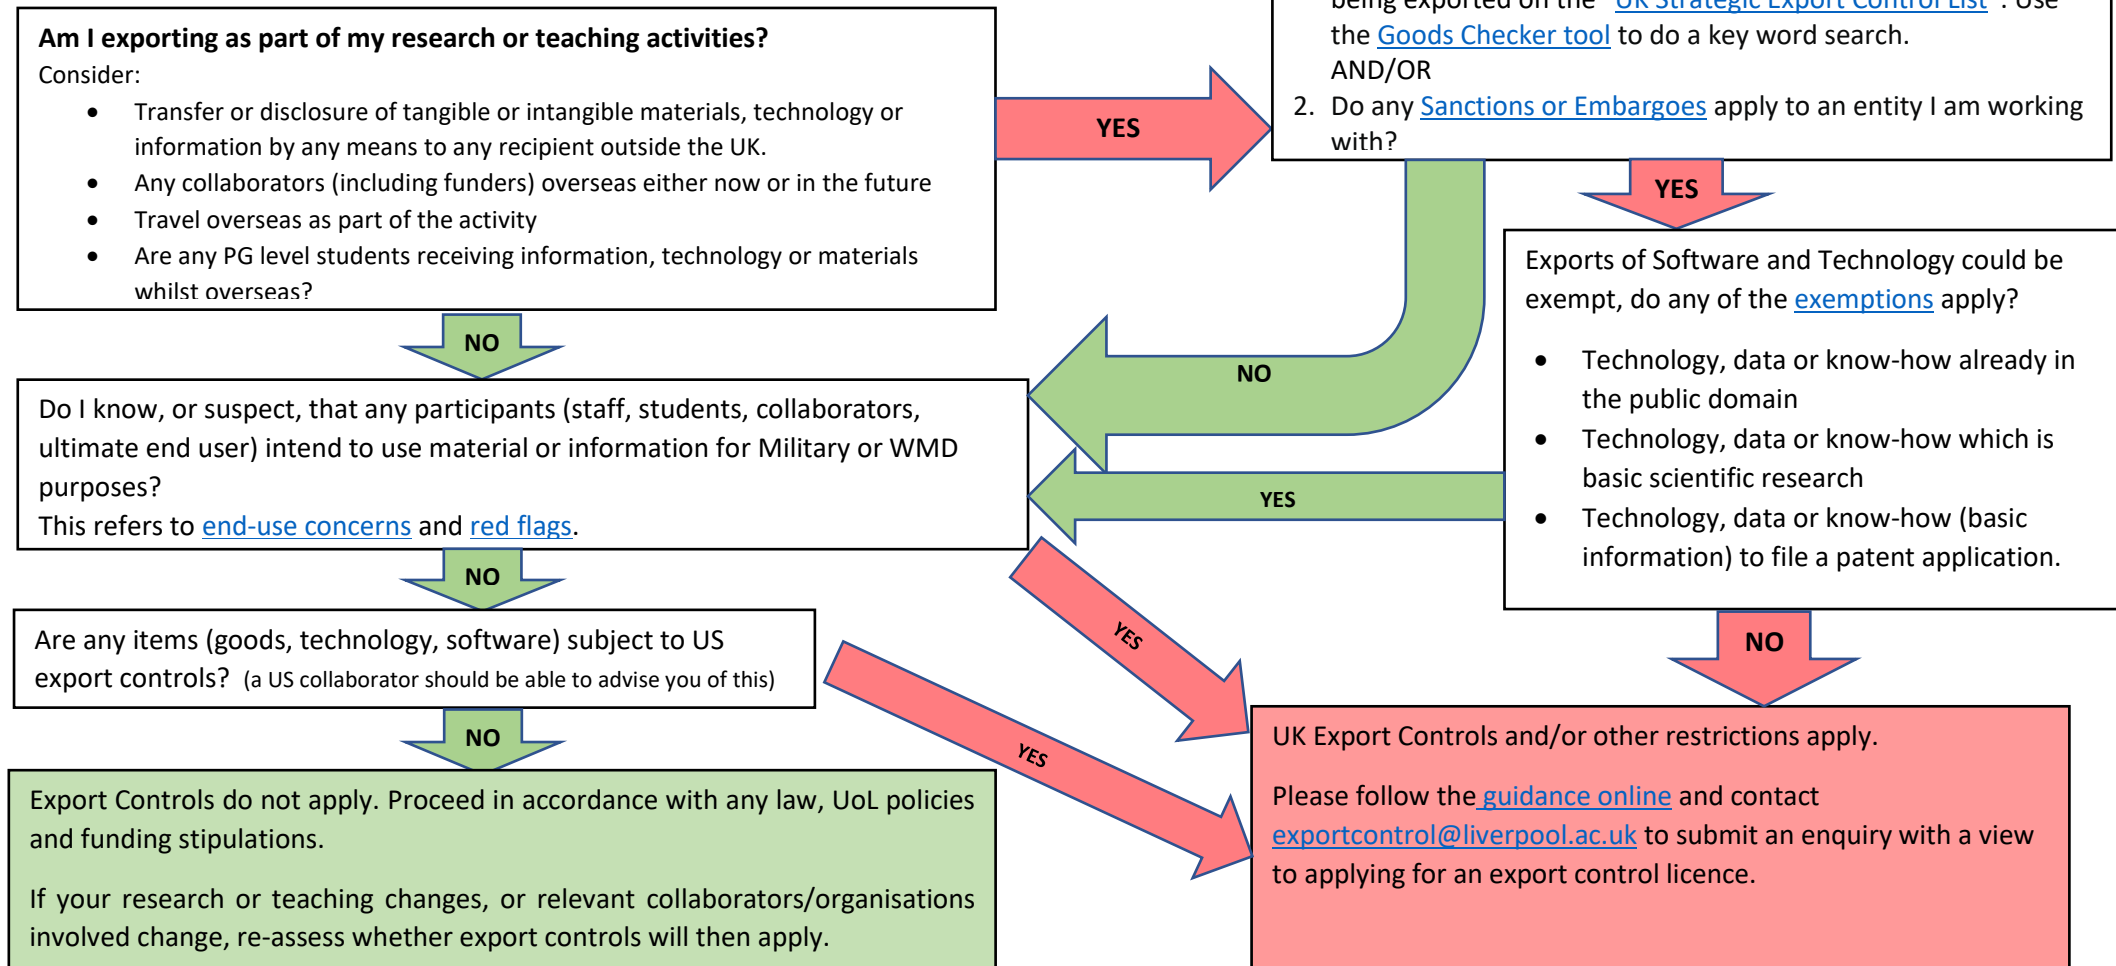 Am I exporting as part of my research or teaching activities?
Consider:
• Transfer or disclosure of tangible or intangible materials, technology or
information by any means to any recipient outside the UK.
• Any collaborators (including funders) overseas either now or in the future
• Travel overseas as part of the activity
• Are any PG level students receiving information, technology or materials
whilst overseas?
YES
being exported on the "UK Strategic Export Control List". Use
the Goods Checker tool to do a key word search.
AND/OR
2. Do any Sanctions or Embargoes apply to an entity I am working
with?
NO
YES
NO
Exports of Software and Technology could be
exempt, do any of the exemptions apply?
• Technology, data or know-how already in
the public domain
• Technology, data or know-how which is
basic scientific research
• Technology, data or know-how (basic
information) to file a patent application.
YES
NO
Do I know, or suspect, that any participants (staff, students, collaborators,
ultimate end user) intend to use material or information for Military or WMD
purposes?
This refers to end-use concerns and red flags.
NO
YES
Are any items (goods, technology, software) subject to US
export controls? (a US collaborator should be able to advise you of this)
NO
YES
Export Controls do not apply. Proceed in accordance with any law, UoL policies
and funding stipulations.
If your research or teaching changes, or relevant collaborators/organisations
involved change, re-assess whether export controls will then apply.
UK Export Controls and/or other restrictions apply.
Please follow the guidance online and contact
exportcontrol@liverpool.ac.uk to submit an enquiry with a view
to applying for an export control licence.